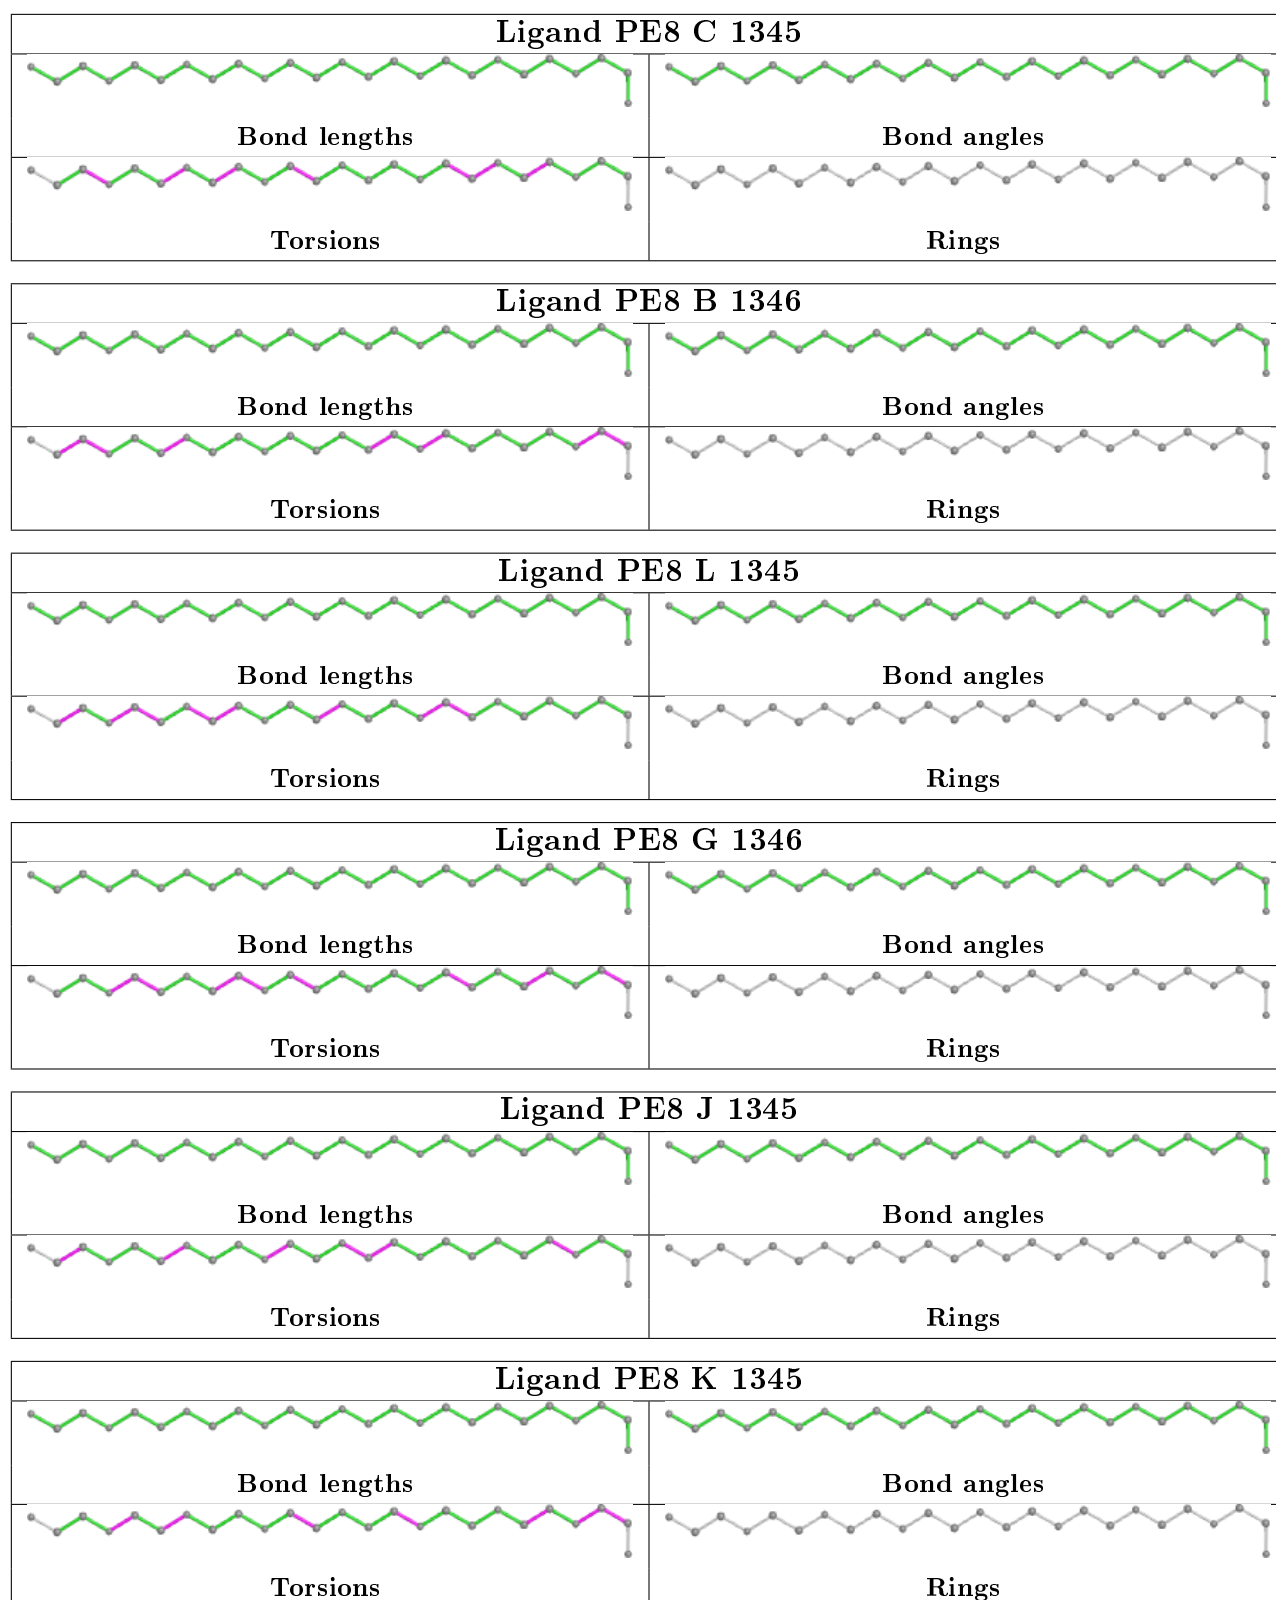 Ligand PE8 C 1345
Bond lengths
Bond angles
Torsions
Rings
Ligand PE8 B 1346
Bond lengths
Bond angles
Torsions
Rings
Ligand PE8 L 1345
Bond lengths
Bond angles
Torsions
Rings
Ligand PE8 G 1346
Bond lengths
Bond angles
Torsions
Rings
Ligand PE8 J 1345
Bond lengths
Bond angles
Torsions
Rings
Ligand PE8 K 1345
Bond lengths
Bond angles
Torsions
Rings